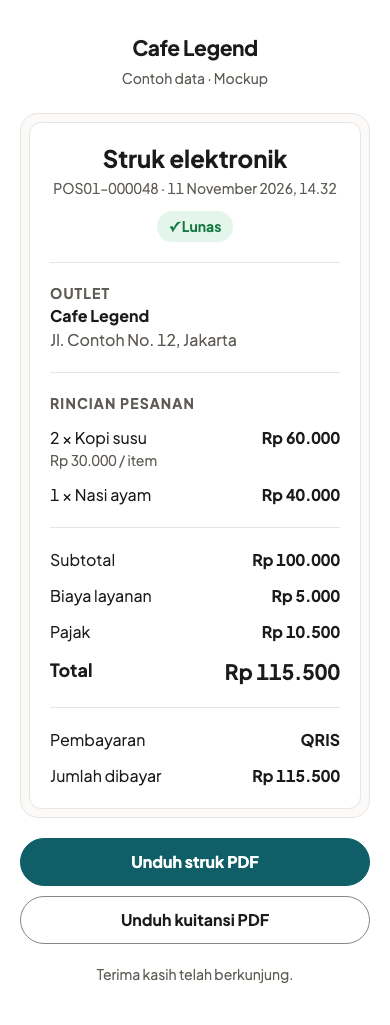 Cafe Legend
Contoh data · Mockup
Struk elektronik
POS01-000048 · 11 November 2026, 14.32
✓Lunas
OUTLET
Cafe Legend
Jl. Contoh No. 12, Jakarta
RINCIAN PESANAN
2 × Kopi susu Rp 60.000
Rp 30.000 / item
1 × Nasi ayam Rp 40.000
Subtotal Rp 100.000
Biaya layanan Rp 5.000
Pajak Rp 10.500
Total Rp 115.500
Pembayaran QRIS
Jumlah dibayar Rp 115.500
Unduh struk PDF
Unduh kuitansi PDF
Terima kasih telah berkunjung.